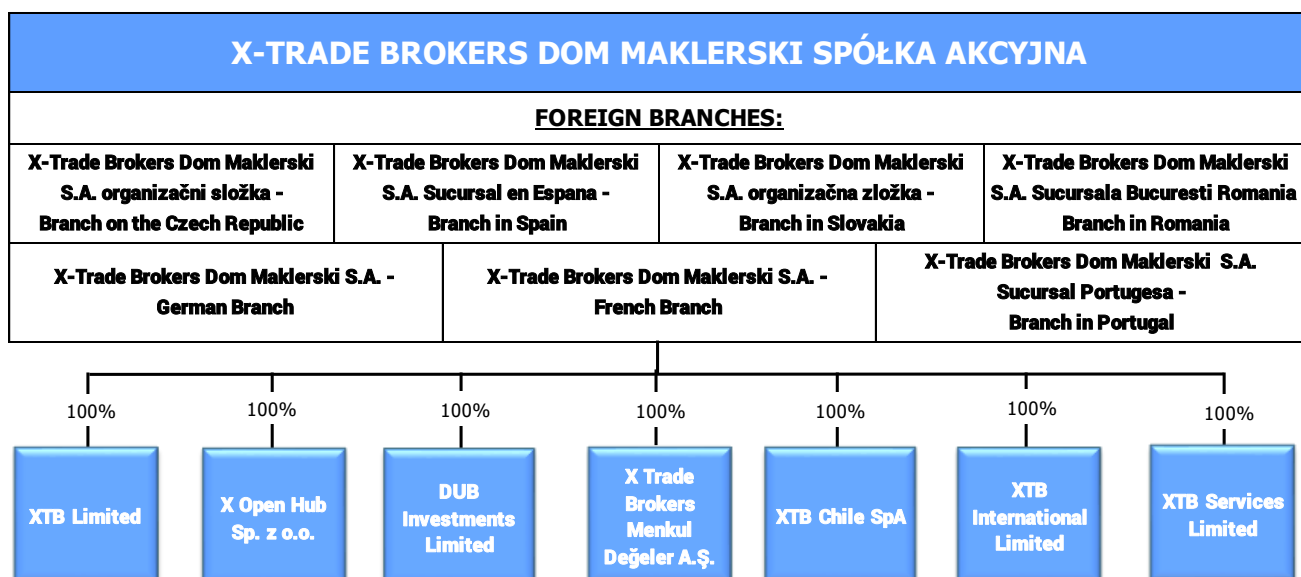 X-TRADE BROKERS DOM MAKLERSKI SPÓŁKA AKCYJNA
FOREIGN BRANCHES:
X-Trade Brokers Dom Maklerski
S.A. organizačni složka -
Branch on the Czech Republic
X-Trade Brokers Dom Maklerski
S.A. Sucursal en Espana -
Branch in Spain
X-Trade Brokers Dom Maklerski
S.A. organizačna zložka -
Branch in Slovakia
X-Trade Brokers Dom Maklerski
S.A. Sucursala Bucuresti Romania
Branch in Romania
X-Trade Brokers Dom Maklerski S.A. -
German Branch
X-Trade Brokers Dom Maklerski S.A. -
French Branch
X-Trade Brokers Dom Maklerski S.A.
Sucursal Portugesa -
Branch in Portugal
100%
100%
100%
100%
100%
100%
100%
XTB Limited
X Open Hub
Sp. z o.o.
DUB
Investments
Limited
X Trade
Brokers
Menkul
Değeler A.Ş.
XTB Chile SpA
XTB
International
Limited
XTB Services
Limited